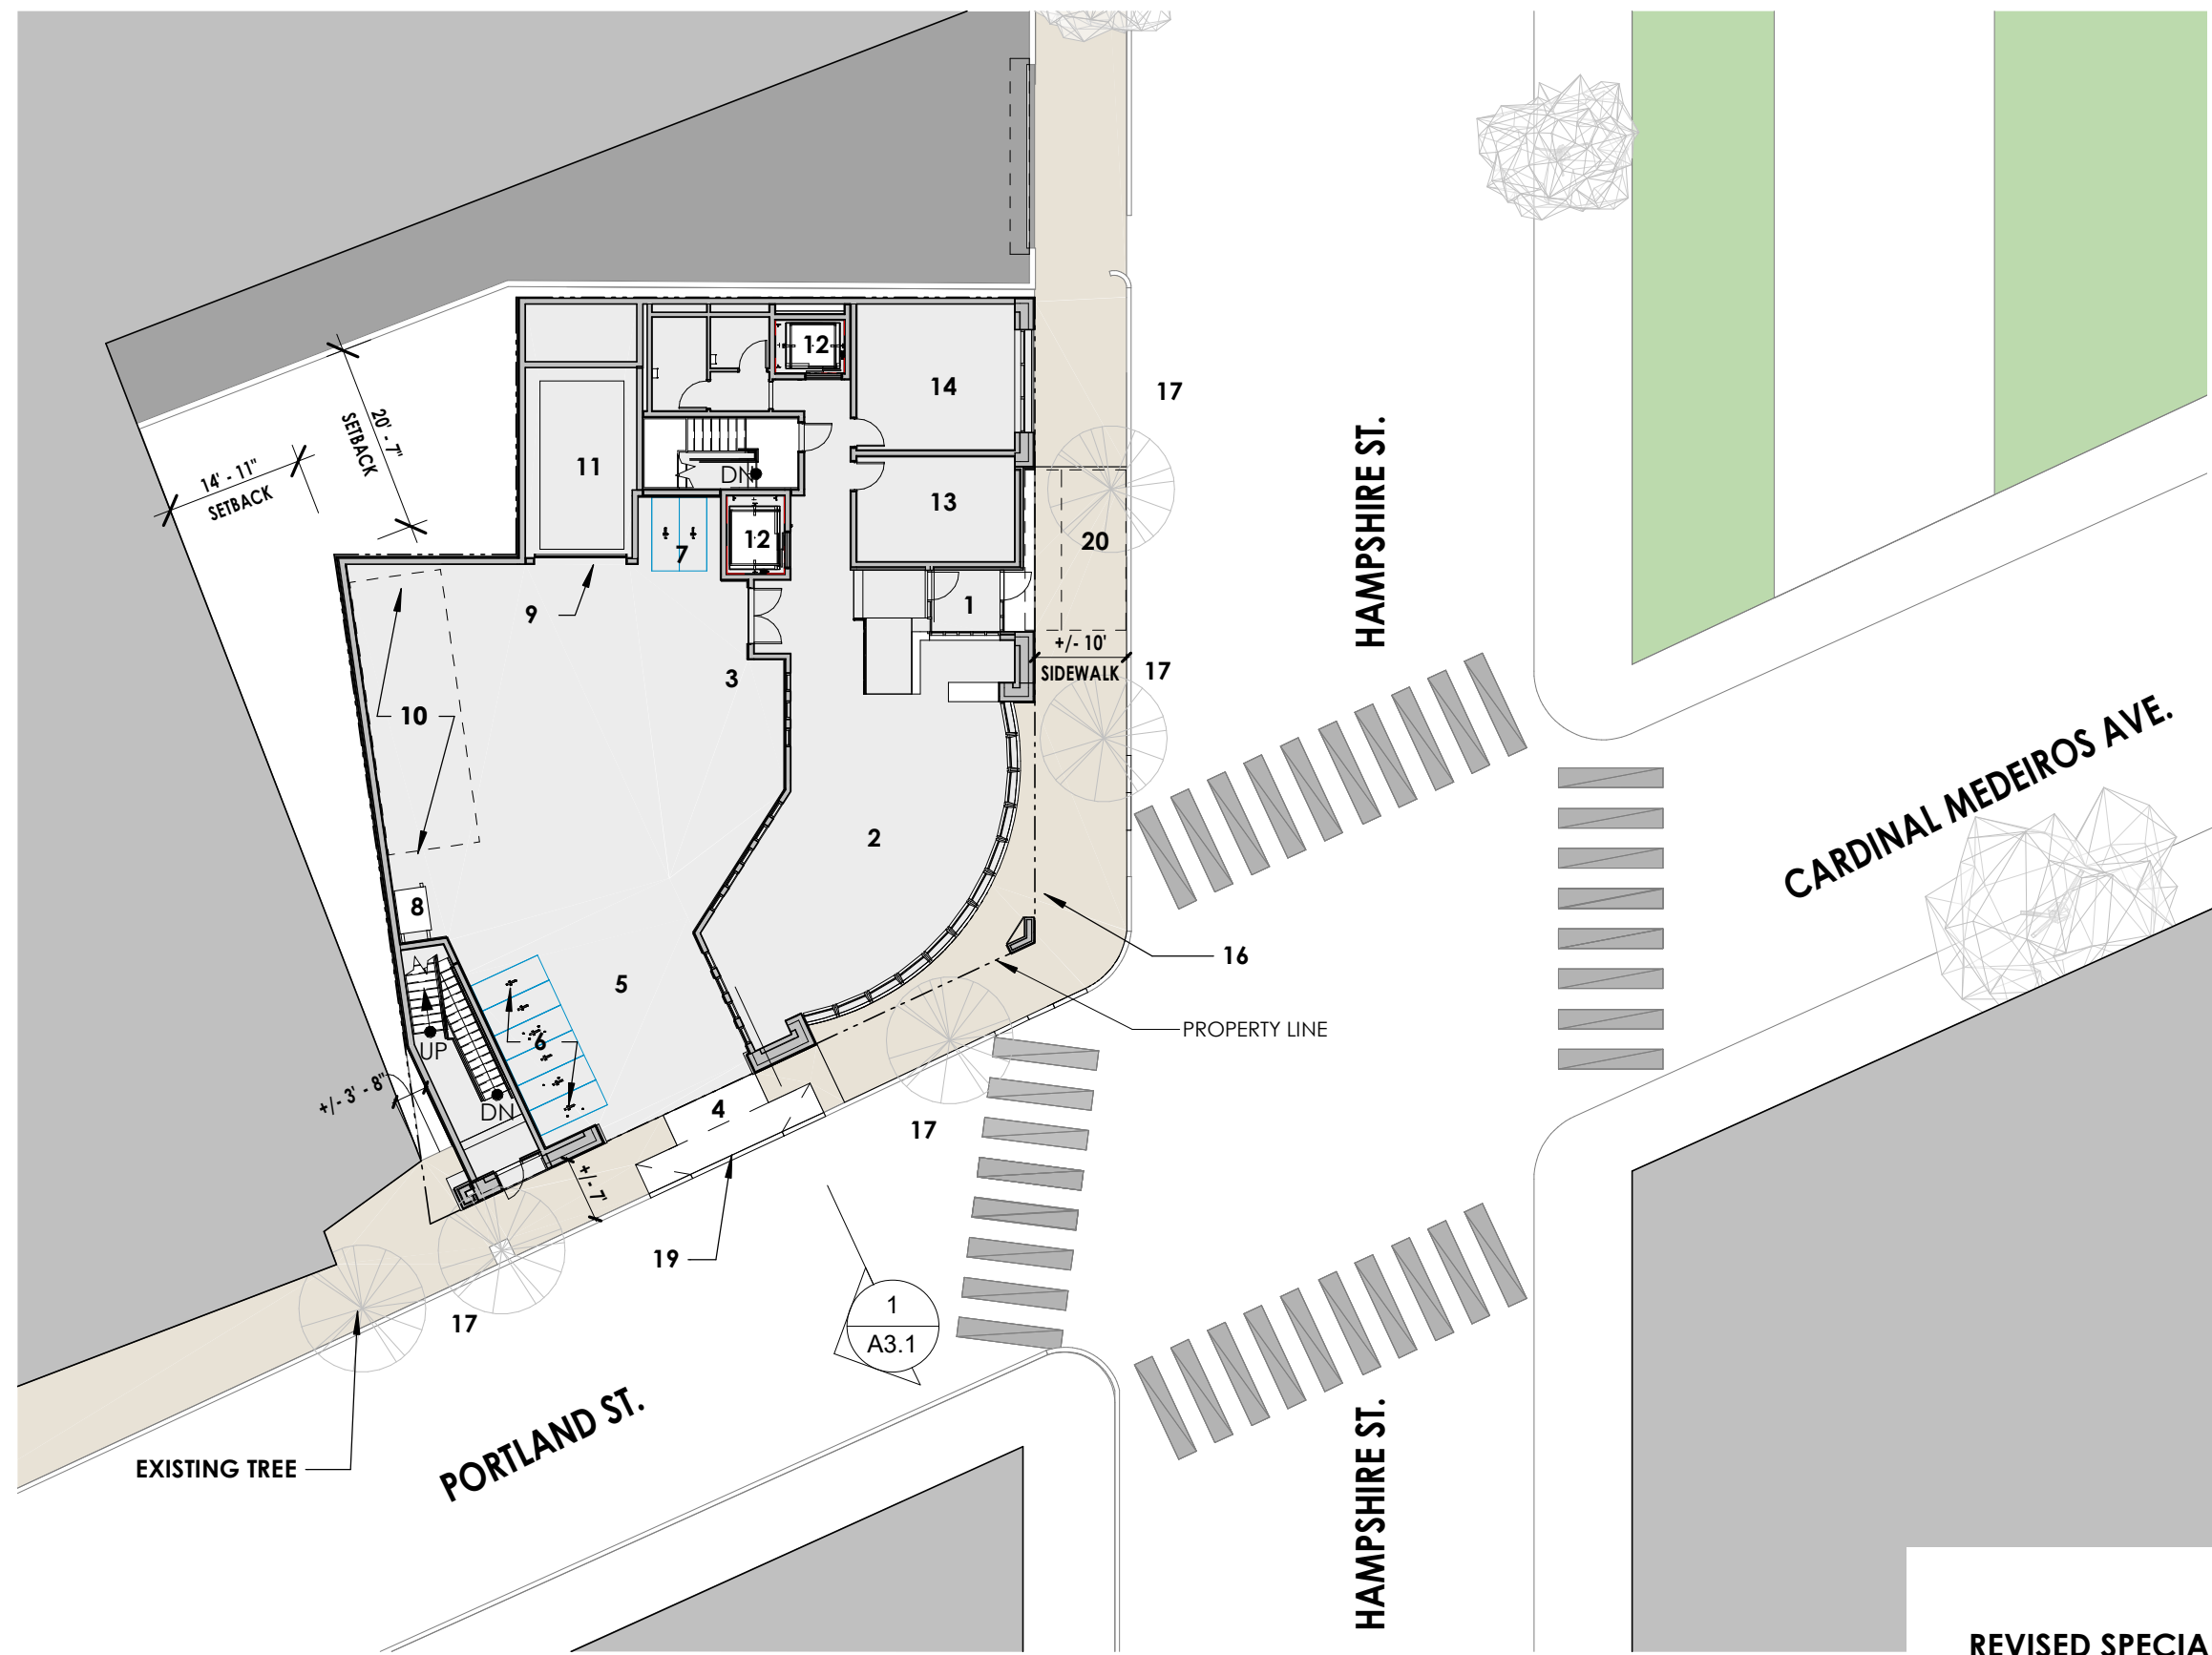 12
14
17
20' - 7"
SETBACK
14' - 11"
SETBACK
11
DN
13
HAMPSHIRE ST.
12
20
7
9
1
+/- 10'
SIDEWALK
17
3
10
CARDINAL MEDEIROS AVE.
2
8
16
5
PROPERTY LINE
6
UP
+/- 3' - 8"
DN
4
17
+/- 7'
19
17
1
A3.1
EXISTING TREE
PORTLAND ST.
HAMPSHIRE ST.
REVISED SPECIA